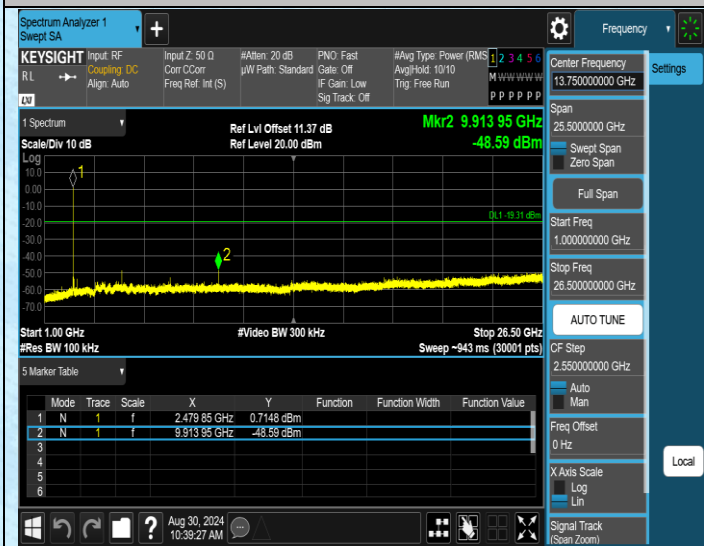 Spectrum Analyzer 1
Swept SA
+
Frequency
Settings
KEYSIGHT
RL
LXI
Input: RF
Coupling: DC
Align: Auto
Input Z: 50 Ω
Corr CCorr
Freq Ref: Int (S)
#Atten: 20 dB
µW Path: Standard
PNO: Fast
Gate: Off
IF Gain: Low
Sig Track: Off
#Avg Type: Power (RMS
Avg|Hold: 10/10
Trig: Free Run
1 2 3 4 5 6
M W W W W W
P P P P P P
1 Spectrum
Scale/Div 10 dB
Log
Ref Lvl Offset 11.37 dB
Ref Level 20.00 dBm
Mkr2 9.913 95 GHz
-48.59 dBm
10.0
0.00
-10.0
-20.0
-30.0
-40.0
-50.0
-60.0
-70.0
1
2
DL1 -19.31 dBm
Start 1.00 GHz
#Res BW 100 kHz
#Video BW 300 kHz
Stop 26.50 GHz
Sweep ~943 ms (30001 pts)
5 Marker Table
Mode Trace Scale X Y Function Function Width Function Value
1 N 1 f 2.479 85 GHz 0.7148 dBm
2 N 1 f 9.913 95 GHz -48.59 dBm
3
4
5
6
Center Frequency
13.750000000 GHz
Span
25.5000000 GHz
Swept Span
Zero Span
Full Span
Start Freq
1.000000000 GHz
Stop Freq
26.500000000 GHz
AUTO TUNE
CF Step
2.550000000 GHz
Auto
Man
Freq Offset
0 Hz
X Axis Scale
Log
Lin
Signal Track
(Span Zoom)
Local
?
Aug 30, 2024
10:39:27 AM